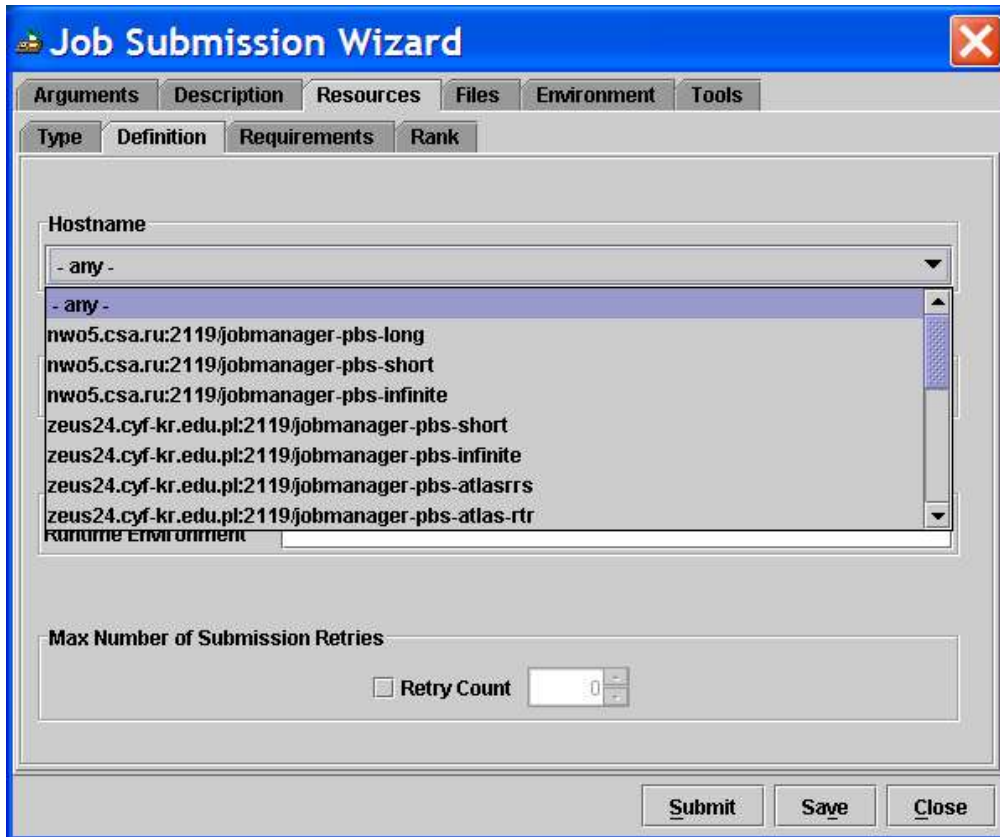 Job Submission Wizard
Arguments Description Resources Files Environment Tools
Type Definition Requirements Rank
Hostname
- any -
- any -
nwo5.csa.ru:2119/jobmanager-pbs-long
nwo5.csa.ru:2119/jobmanager-pbs-short
nwo5.csa.ru:2119/jobmanager-pbs-infinite
zeus24.cyf-kr.edu.pl:2119/jobmanager-pbs-short
zeus24.cyf-kr.edu.pl:2119/jobmanager-pbs-infinite
zeus24.cyf-kr.edu.pl:2119/jobmanager-pbs-atlasrrs
zeus24.cyf-kr.edu.pl:2119/jobmanager-pbs-atlas-rtr
Runtime Environment
Max Number of Submission Retries
Retry Count 0
Submit Save Close